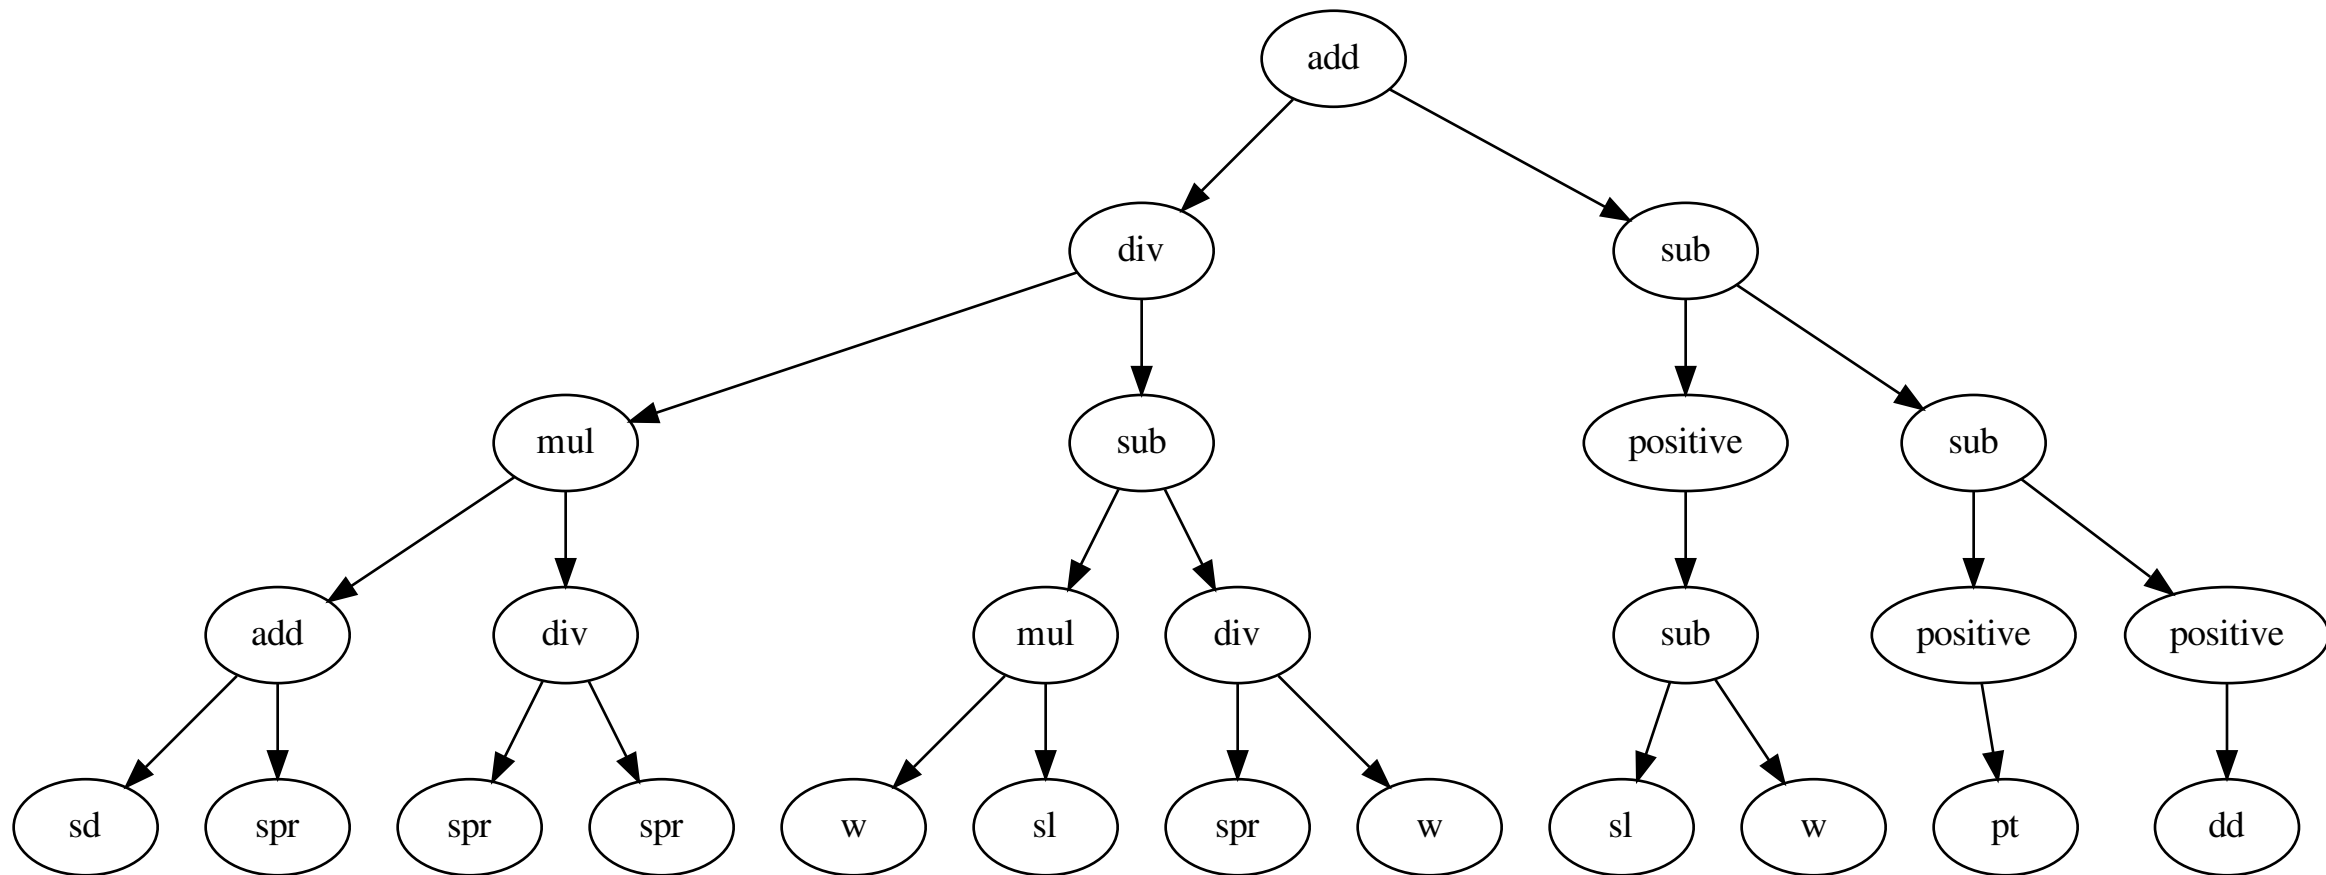 add
div
sub
mul
sub
positive
sub
add
div
mul
div
sub
positive
positive
sd
spr
spr
spr
w
sl
spr
w
sl
w
pt
dd